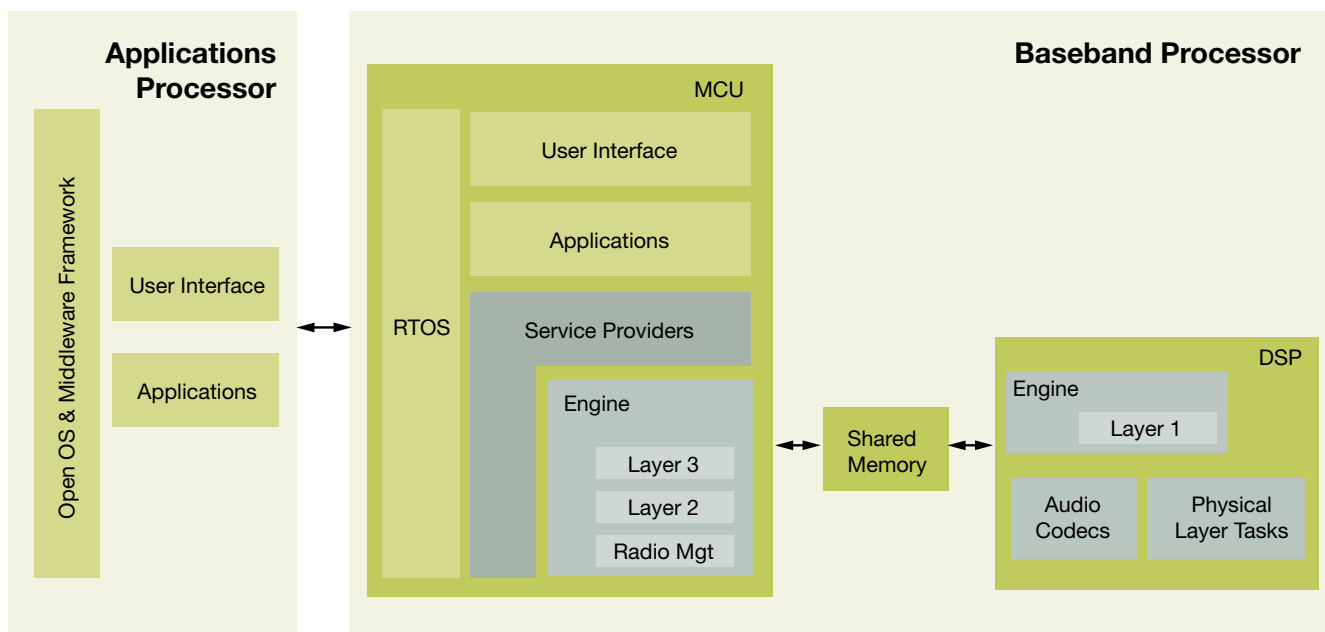 Applications
Processor
Open OS & Middleware Framework
User Interface
Applications
Baseband Processor
MCU
RTOS
User Interface
Applications
Service Providers
Engine
Layer 3
Layer 2
Radio Mgt
Shared
Memory
DSP
Engine
Layer 1
Audio
Codecs
Physical
Layer Tasks